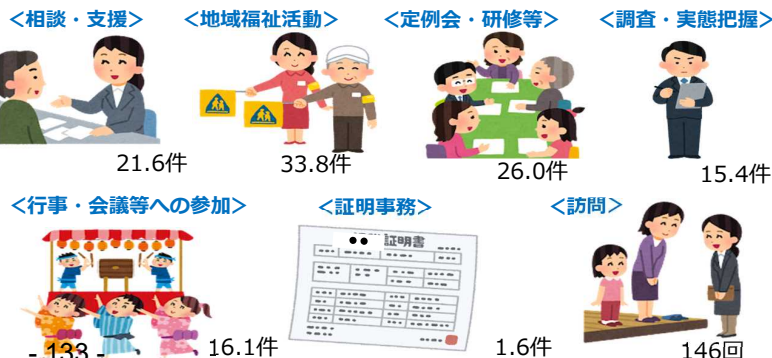 <相談・支援>
<地域福祉活動>
<定例会・研修等>
<調査・実態把握>
21.6件
33.8件
26.0件
15.4件
<行事・会議等への参加>
<証明事務>
<訪問>
●● 証明書
16.1件
1.6件
146回
- 133 -